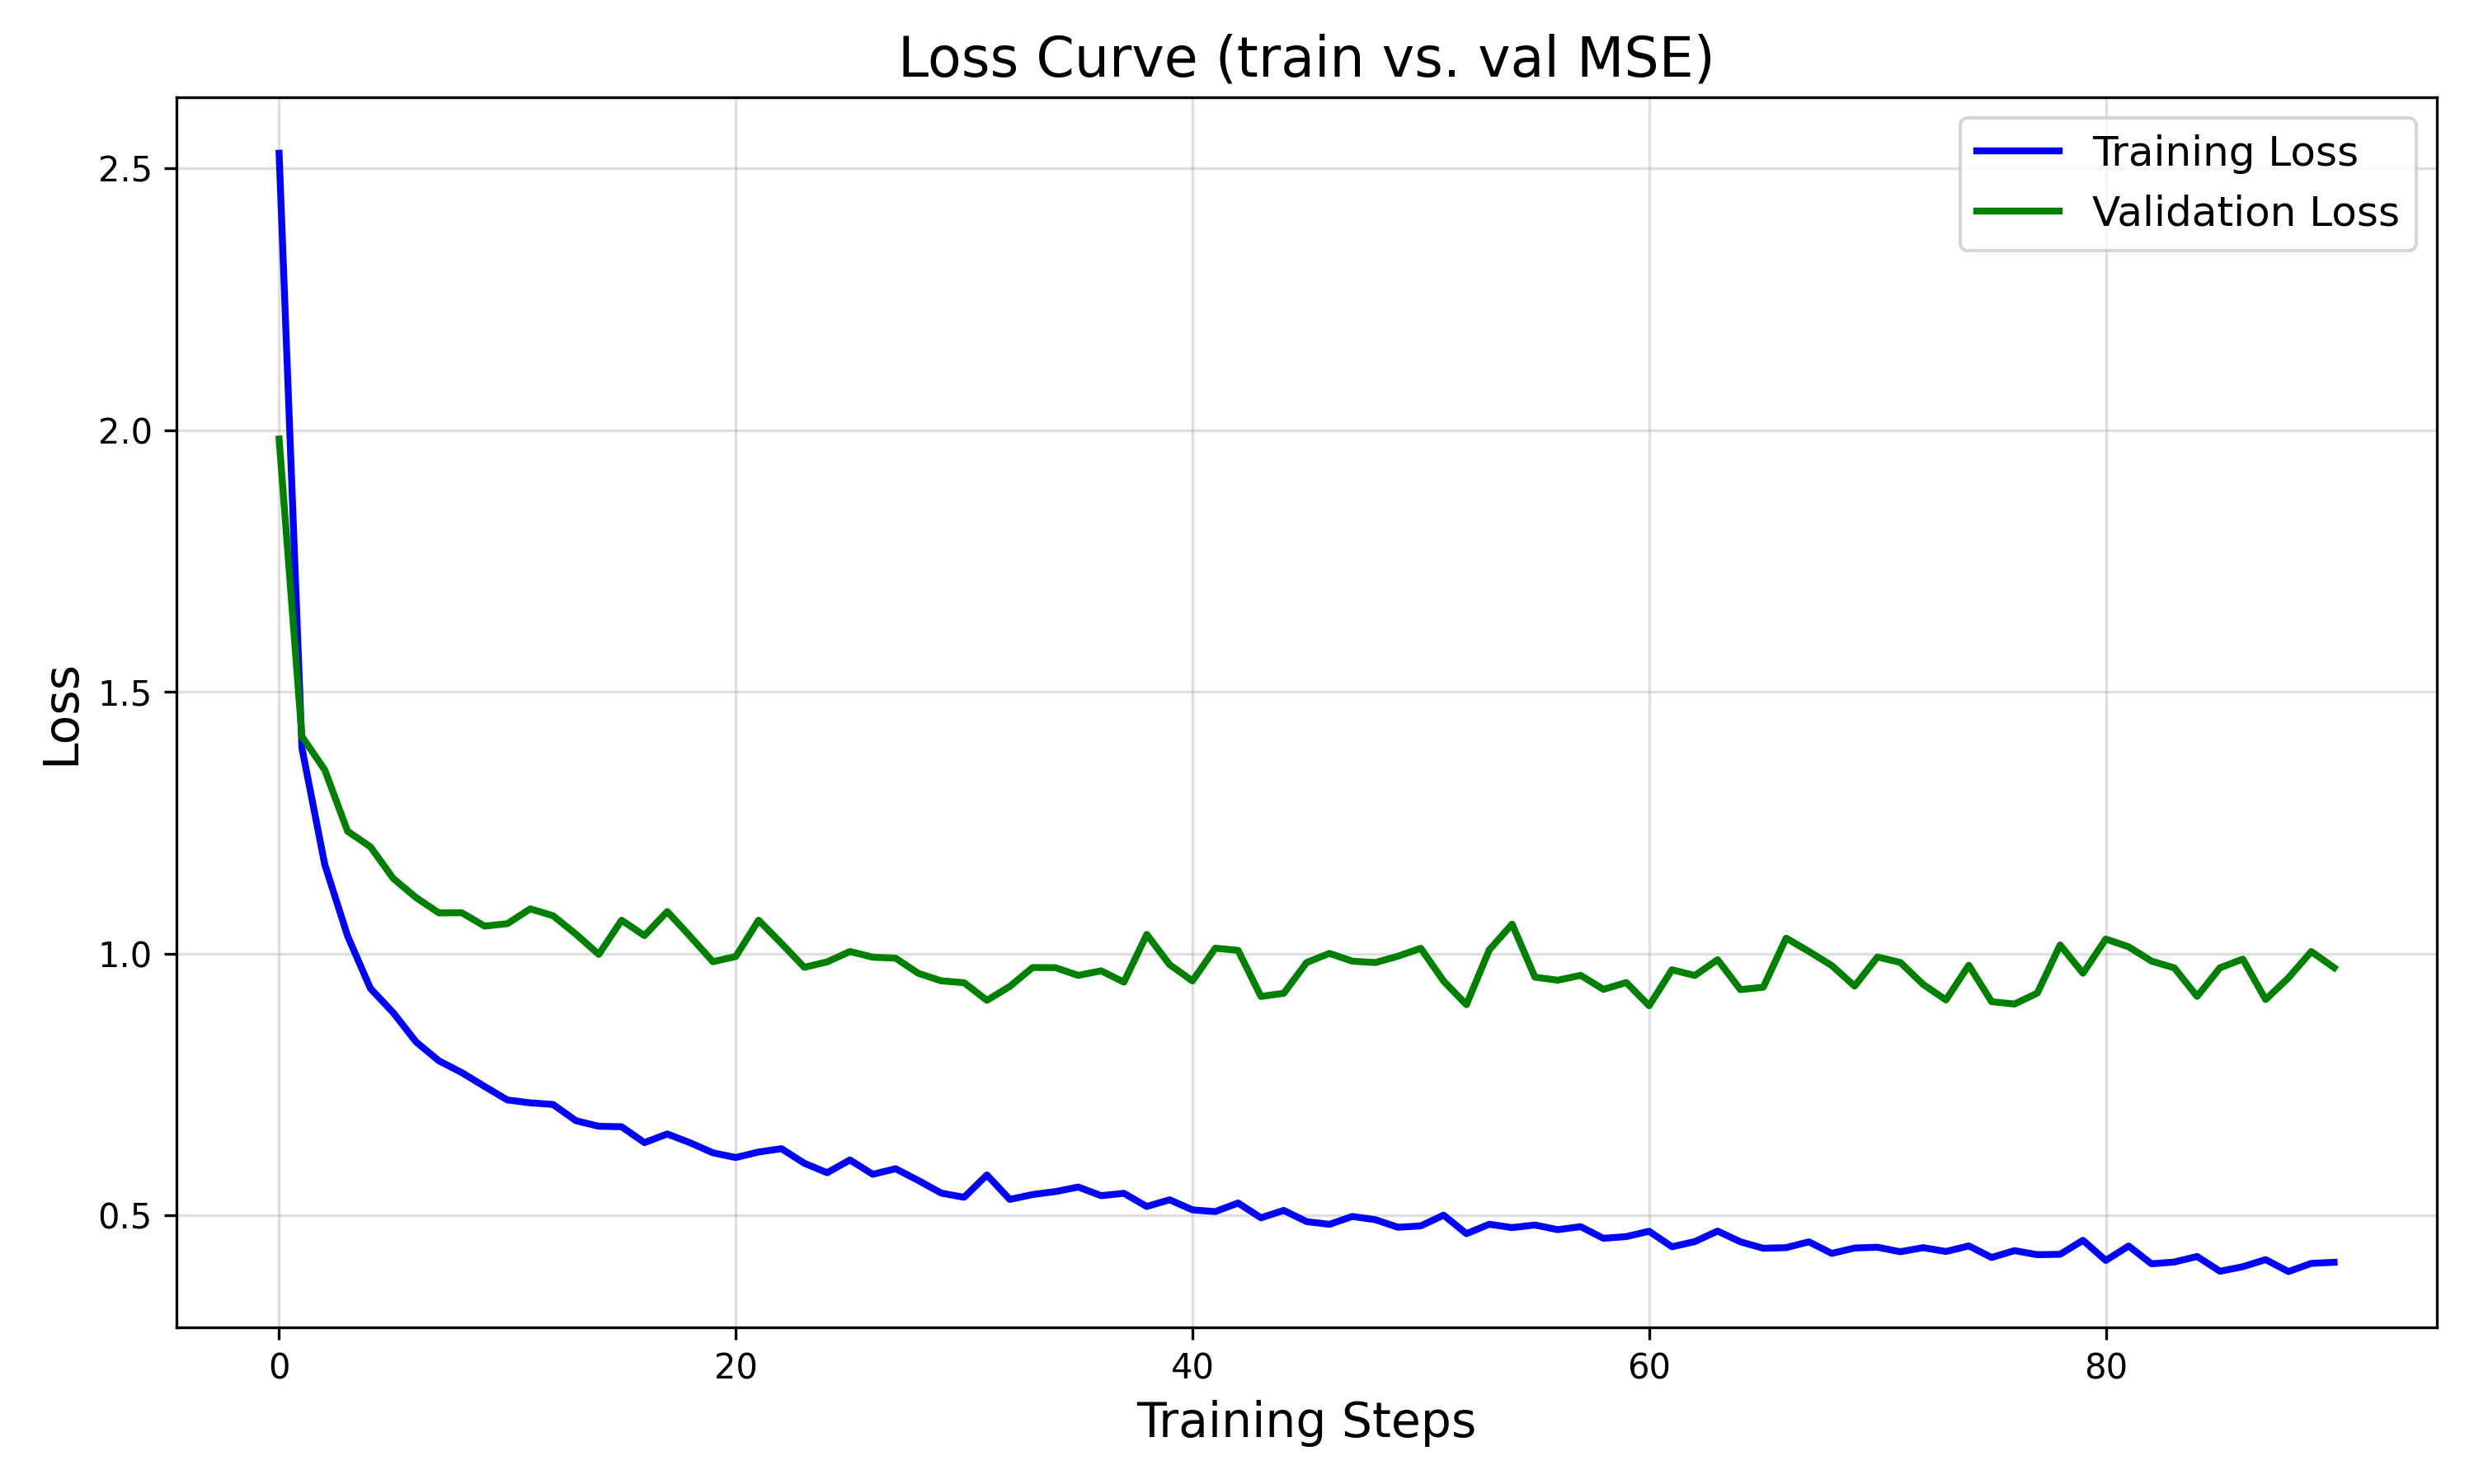 Loss Curve (train vs. val MSE)
Training Loss
Validation Loss
2.5
2.0
1.5
1.0
0.5
Loss
0 20 40 60 80
Training Steps